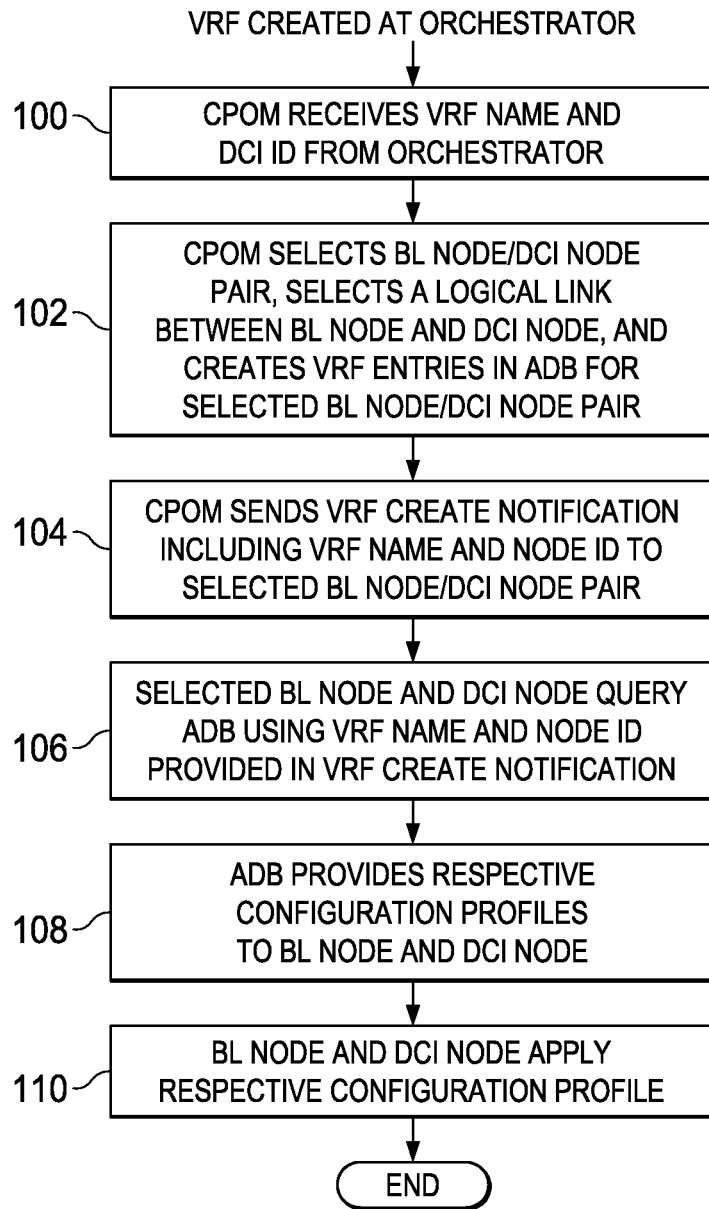 VRF CREATED AT ORCHESTRATOR
100
CPOM RECEIVES VRF NAME AND
DCI ID FROM ORCHESTRATOR
102
CPOM SELECTS BL NODE/DCI NODE
PAIR, SELECTS A LOGICAL LINK
BETWEEN BL NODE AND DCI NODE, AND
CREATES VRF ENTRIES IN ADB FOR
SELECTED BL NODE/DCI NODE PAIR
104
CPOM SENDS VRF CREATE NOTIFICATION
INCLUDING VRF NAME AND NODE ID TO
SELECTED BL NODE/DCI NODE PAIR
106
SELECTED BL NODE AND DCI NODE QUERY
ADB USING VRF NAME AND NODE ID
PROVIDED IN VRF CREATE NOTIFICATION
108
ADB PROVIDES RESPECTIVE
CONFIGURATION PROFILES
TO BL NODE AND DCI NODE
110
BL NODE AND DCI NODE APPLY
RESPECTIVE CONFIGURATION PROFILE
END